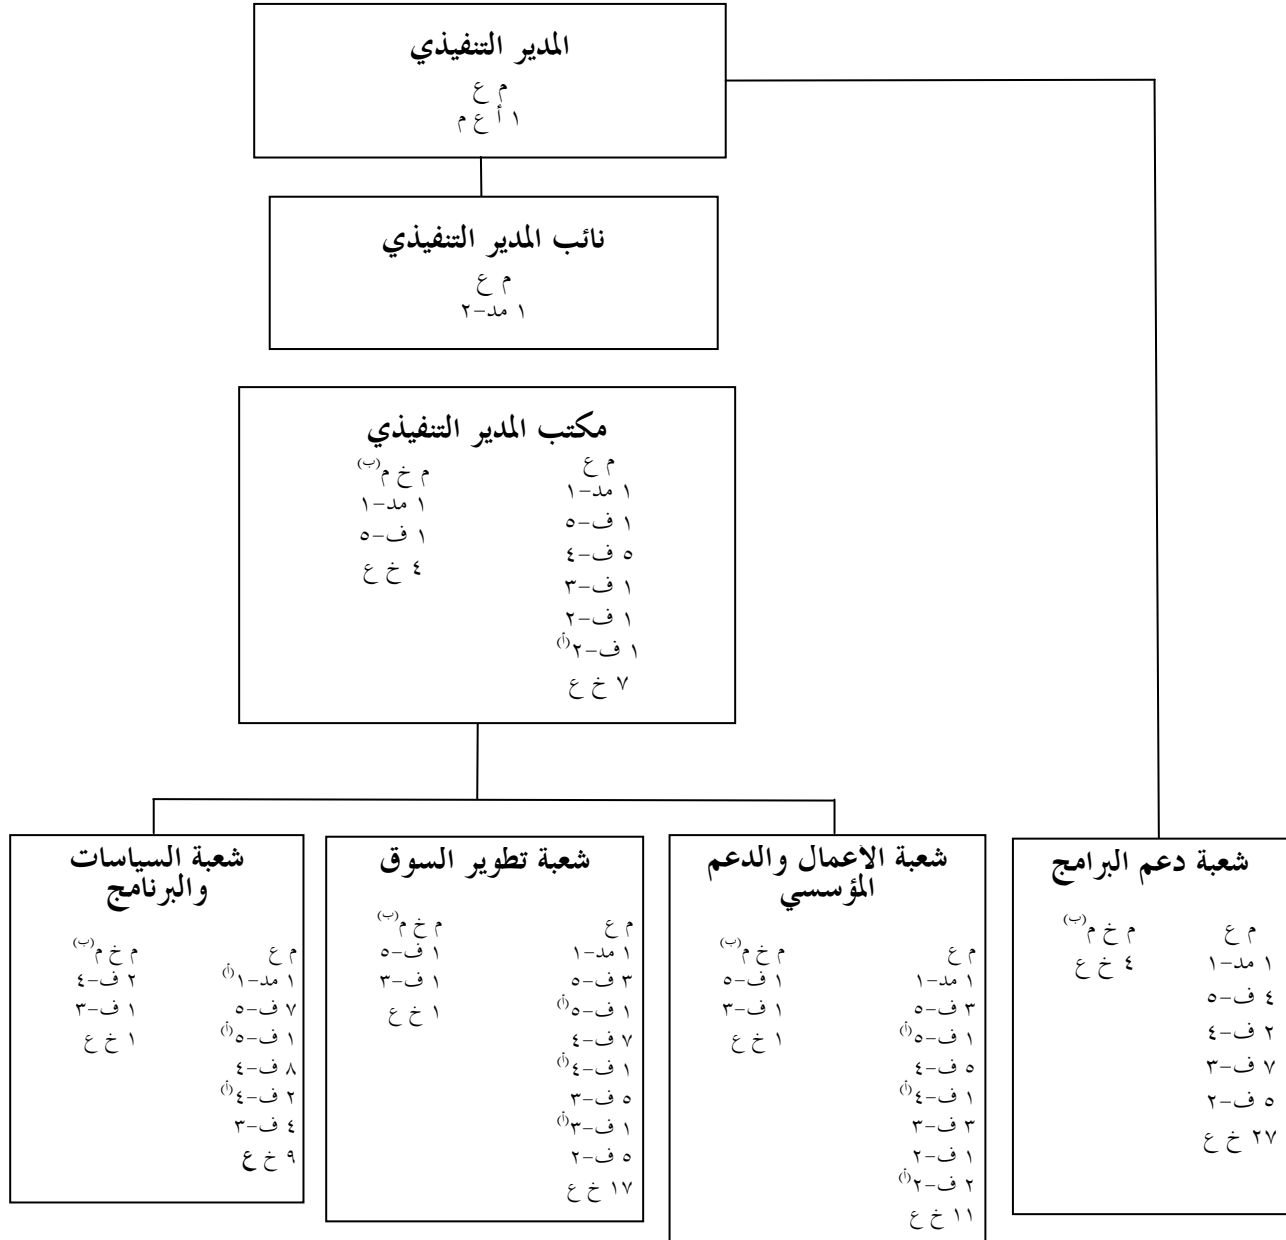 المدير التنفيذي
م ع
١ أ ع م
نائب المدير التنفيذي
م ع
١ مد-٢
مكتب المدير التنفيذي
م ع
١ مد-١
١ ف-٥
٥ ف-٤
١ ف-٣
١ ف-٢
١ ف-٢(أ)
٧ خ ع
م خ م(ب)
١ مد-١
١ ف-٥
٤ خ ع
شعبة دعم البرامج
م ع
١ مد-١
٤ ف-٥
٢ ف-٤
٧ ف-٣
٥ ف-٢
٢٧ خ ع
م خ م(ب)
٤ خ ع
شعبة الاعمال والدعم
المؤسسي
م ع
١ مد-١
٣ ف-٥
١ ف-٥(أ)
٥ ف-٤
١ ف-٤(أ)
٣ ف-٣
١ ف-٢
٢ ف-٢(أ)
١١ خ ع
م خ م(ب)
١ ف-٥
١ ف-٣
١ خ ع
شعبة تطوير السوق
م ع
١ مد-١
٣ ف-٥
١ ف-٥(أ)
٧ ف-٤
١ ف-٤(أ)
٥ ف-٣
١ ف-٣(أ)
٥ ف-٢
١٧ خ ع
م خ م(ب)
١ ف-٥
١ ف-٣
١ خ ع
شعبة السياسات
والبرنامج
م ع
١ مد-١(أ)
٧ ف-٥
١ ف-٥(أ)
٨ ف-٤
٢ ف-٤(أ)
٤ ف-٣
٩ خ ع
م خ م(ب)
٢ ف-٤
١ ف-٣
١ خ ع